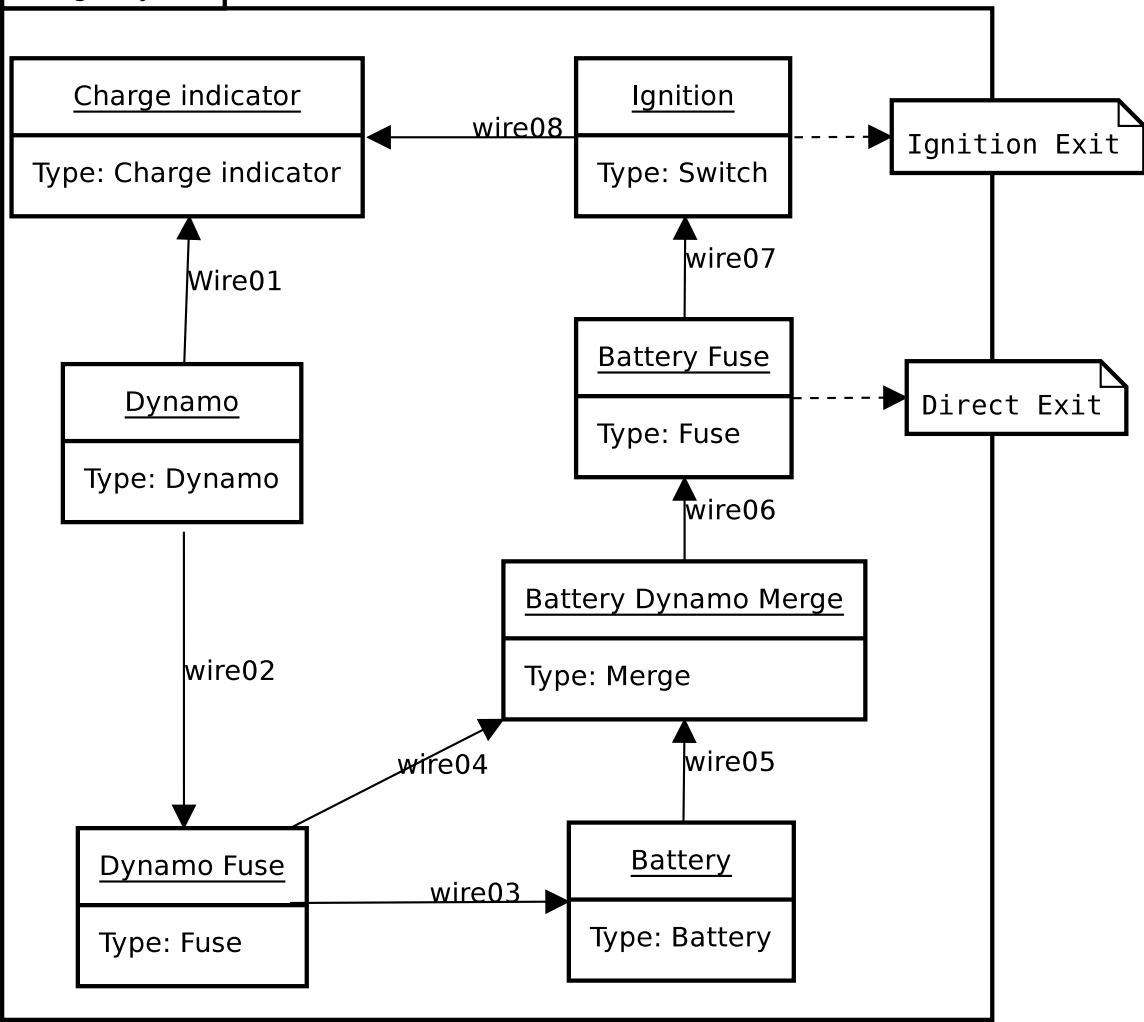 Charge indicator
Type: Charge indicator
wire08
Ignition
Type: Switch
Ignition Exit
Wire01
wire07
Battery Fuse
Type: Fuse
Direct Exit
Dynamo
Type: Dynamo
wire06
Battery Dynamo Merge
Type: Merge
wire02
wire04
wire05
Dynamo Fuse
Type: Fuse
wire03
Battery
Type: Battery